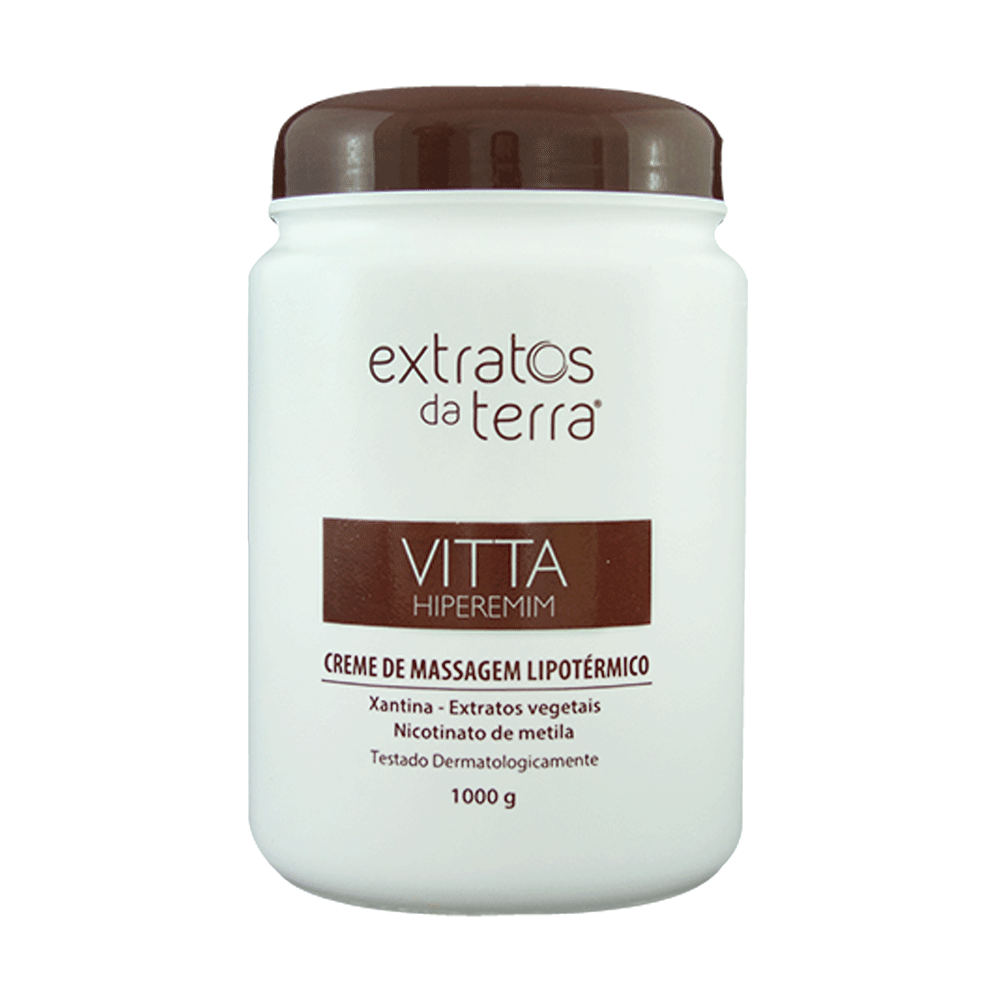 extratos
da terra®
VITTA
HIPEREMIM
CREME DE MASSAGEM LIPOTÉRMICO
Xantina - Extratos vegetais
Nicotinato de metila
Testado Dermatologicamente
1000 g